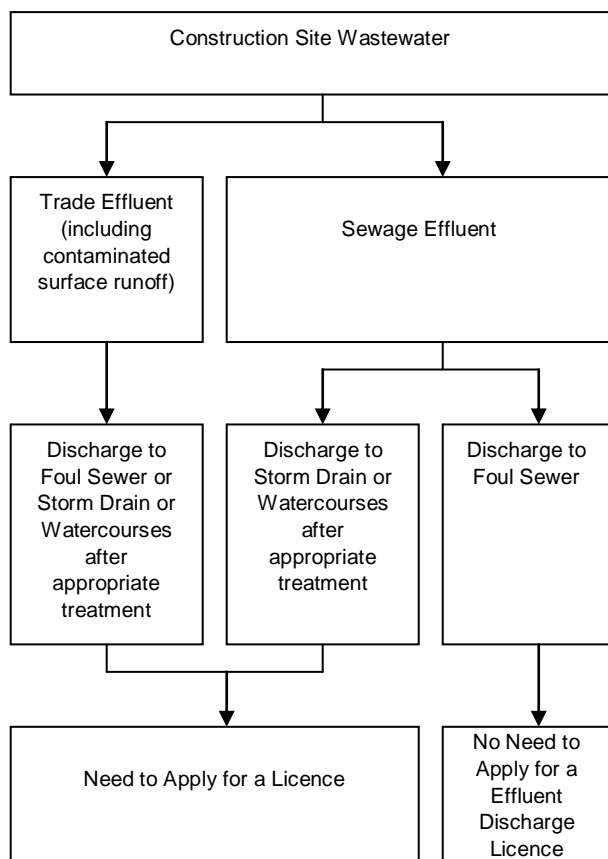 Construction Site Wastewater
Trade Effluent
(including
contaminated
surface runoff)
Sewage Effluent
Discharge to
Foul Sewer or
Storm Drain or
Watercourses
after
appropriate
treatment
Discharge to
Storm Drain or
Watercourses
after
appropriate
treatment
Discharge to
Foul Sewer
Need to Apply for a Licence
No Need to
Apply for a
Effluent
Discharge
Licence